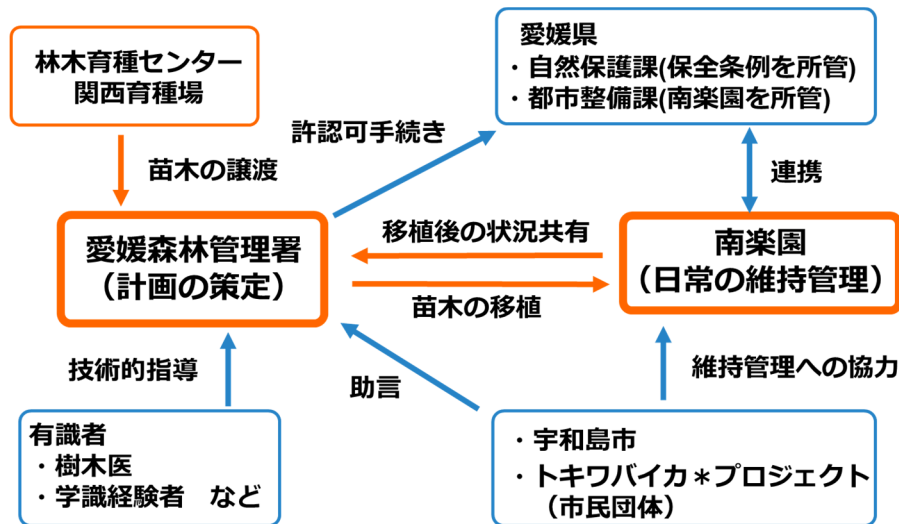 林木育種センター
関西育種場
愛媛県
・自然保護課(保全条例を所管)
・都市整備課(南楽園を所管)
許認可手続き
苗木の譲渡
連携
愛媛森林管理署
(計画の策定)
移植後の状況共有
苗木の移植
南楽園
(日常の維持管理)
技術的指導
助言
維持管理への協力
有識者
・樹木医
・学識経験者 など
・宇和島市
・トキワバイカ*プロジェクト
(市民団体)